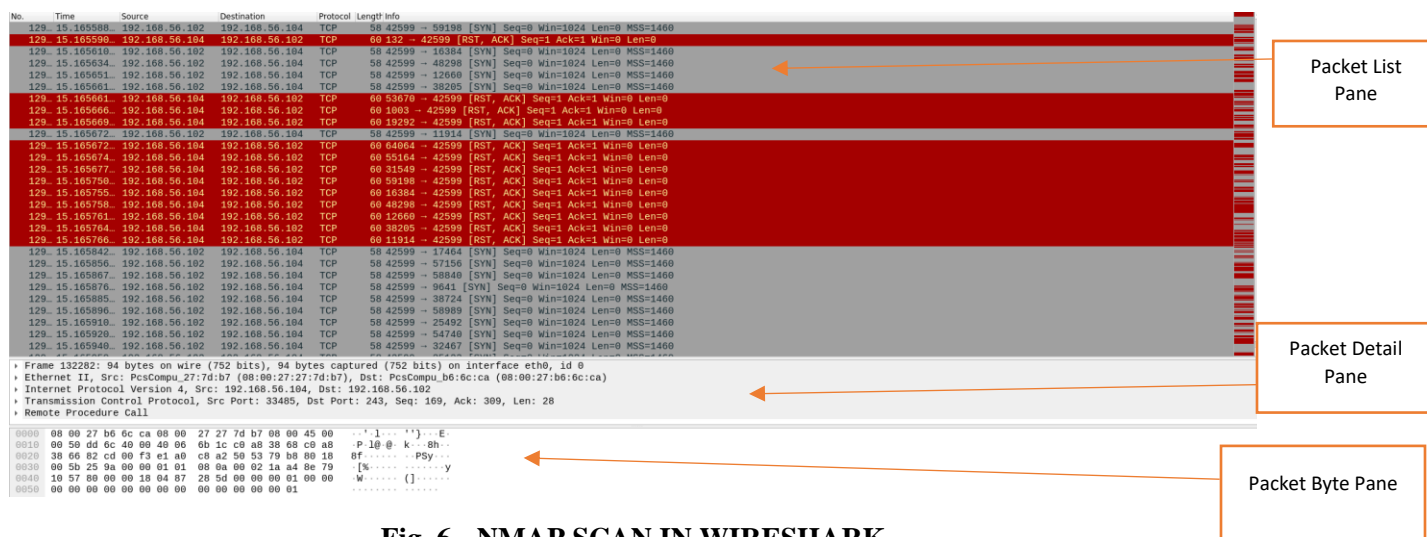 No. Time Source Destination Protocol Length Info
129… 15.165588… 192.168.56.102 192.168.56.104 TCP 58 42599 → 59198 [SYN] Seq=0 Win=1024 Len=0 MSS=1460
129… 15.165590… 192.168.56.104 192.168.56.102 TCP 60 132 → 42599 [RST, ACK] Seq=1 Ack=1 Win=0 Len=0
129… 15.165610… 192.168.56.102 192.168.56.104 TCP 58 42599 → 16384 [SYN] Seq=0 Win=1024 Len=0 MSS=1460
129… 15.165634… 192.168.56.102 192.168.56.104 TCP 58 42599 → 48298 [SYN] Seq=0 Win=1024 Len=0 MSS=1460
129… 15.165651… 192.168.56.102 192.168.56.104 TCP 58 42599 → 12660 [SYN] Seq=0 Win=1024 Len=0 MSS=1460
129… 15.165661… 192.168.56.102 192.168.56.104 TCP 58 42599 → 38205 [SYN] Seq=0 Win=1024 Len=0 MSS=1460
129… 15.165661… 192.168.56.104 192.168.56.102 TCP 60 53670 → 42599 [RST, ACK] Seq=1 Ack=1 Win=0 Len=0
129… 15.165666… 192.168.56.104 192.168.56.102 TCP 60 1003 → 42599 [RST, ACK] Seq=1 Ack=1 Win=0 Len=0
129… 15.165669… 192.168.56.104 192.168.56.102 TCP 60 19292 → 42599 [RST, ACK] Seq=1 Ack=1 Win=0 Len=0
129… 15.165672… 192.168.56.102 192.168.56.104 TCP 58 42599 → 11914 [SYN] Seq=0 Win=1024 Len=0 MSS=1460
129… 15.165672… 192.168.56.104 192.168.56.102 TCP 60 64064 → 42599 [RST, ACK] Seq=1 Ack=1 Win=0 Len=0
129… 15.165674… 192.168.56.104 192.168.56.102 TCP 60 55164 → 42599 [RST, ACK] Seq=1 Ack=1 Win=0 Len=0
129… 15.165677… 192.168.56.104 192.168.56.102 TCP 60 31549 → 42599 [RST, ACK] Seq=1 Ack=1 Win=0 Len=0
129… 15.165750… 192.168.56.104 192.168.56.102 TCP 60 59198 → 42599 [RST, ACK] Seq=1 Ack=1 Win=0 Len=0
129… 15.165755… 192.168.56.104 192.168.56.102 TCP 60 16384 → 42599 [RST, ACK] Seq=1 Ack=1 Win=0 Len=0
129… 15.165758… 192.168.56.104 192.168.56.102 TCP 60 48298 → 42599 [RST, ACK] Seq=1 Ack=1 Win=0 Len=0
129… 15.165761… 192.168.56.104 192.168.56.102 TCP 60 12660 → 42599 [RST, ACK] Seq=1 Ack=1 Win=0 Len=0
129… 15.165764… 192.168.56.104 192.168.56.102 TCP 60 38205 → 42599 [RST, ACK] Seq=1 Ack=1 Win=0 Len=0
129… 15.165766… 192.168.56.104 192.168.56.102 TCP 60 11914 → 42599 [RST, ACK] Seq=1 Ack=1 Win=0 Len=0
129… 15.165842… 192.168.56.102 192.168.56.104 TCP 58 42599 → 17464 [SYN] Seq=0 Win=1024 Len=0 MSS=1460
129… 15.165856… 192.168.56.102 192.168.56.104 TCP 58 42599 → 57156 [SYN] Seq=0 Win=1024 Len=0 MSS=1460
129… 15.165867… 192.168.56.102 192.168.56.104 TCP 58 42599 → 58840 [SYN] Seq=0 Win=1024 Len=0 MSS=1460
129… 15.165876… 192.168.56.102 192.168.56.104 TCP 58 42599 → 9641 [SYN] Seq=0 Win=1024 Len=0 MSS=1460
129… 15.165885… 192.168.56.102 192.168.56.104 TCP 58 42599 → 38724 [SYN] Seq=0 Win=1024 Len=0 MSS=1460
129… 15.165896… 192.168.56.102 192.168.56.104 TCP 58 42599 → 58989 [SYN] Seq=0 Win=1024 Len=0 MSS=1460
129… 15.165910… 192.168.56.102 192.168.56.104 TCP 58 42599 → 25492 [SYN] Seq=0 Win=1024 Len=0 MSS=1460
129… 15.165920… 192.168.56.102 192.168.56.104 TCP 58 42599 → 54740 [SYN] Seq=0 Win=1024 Len=0 MSS=1460
129… 15.165940… 192.168.56.102 192.168.56.104 TCP 58 42599 → 32467 [SYN] Seq=0 Win=1024 Len=0 MSS=1460
Packet List
Pane
Frame 132282: 94 bytes on wire (752 bits), 94 bytes captured (752 bits) on interface eth0, id 0
Ethernet II, Src: PcsCompu_27:7d:b7 (08:00:27:27:7d:b7), Dst: PcsCompu_b6:6c:ca (08:00:27:b6:6c:ca)
Internet Protocol Version 4, Src: 192.168.56.104, Dst: 192.168.56.102
Transmission Control Protocol, Src Port: 33485, Dst Port: 243, Seq: 169, Ack: 309, Len: 28
Remote Procedure Call
Packet Detail
Pane
0000 08 00 27 b6 6c ca 08 00 27 27 7d b7 08 00 45 00 ··'·l··· ''}···E·
0010 00 50 dd 6c 40 00 40 06 6b 1c c0 a8 38 68 c0 a8 ·P·l@·@· k···8h··
0020 38 66 82 cd 00 f3 e1 a0 c8 a2 50 53 79 b8 80 18 8f······ ··PSy···
0030 00 5b 25 9a 00 00 01 01 08 0a 00 02 1a a4 8e 79 ·[%····· ·······y
0040 10 57 80 00 00 18 04 87 28 5d 00 00 00 01 00 00 ·W······ (]······
0050 00 00 00 00 00 00 00 00 00 00 00 00 00 01 ········ ······
Packet Byte Pane
Fig. 6 NMAP SCAN IN WIRESHARK